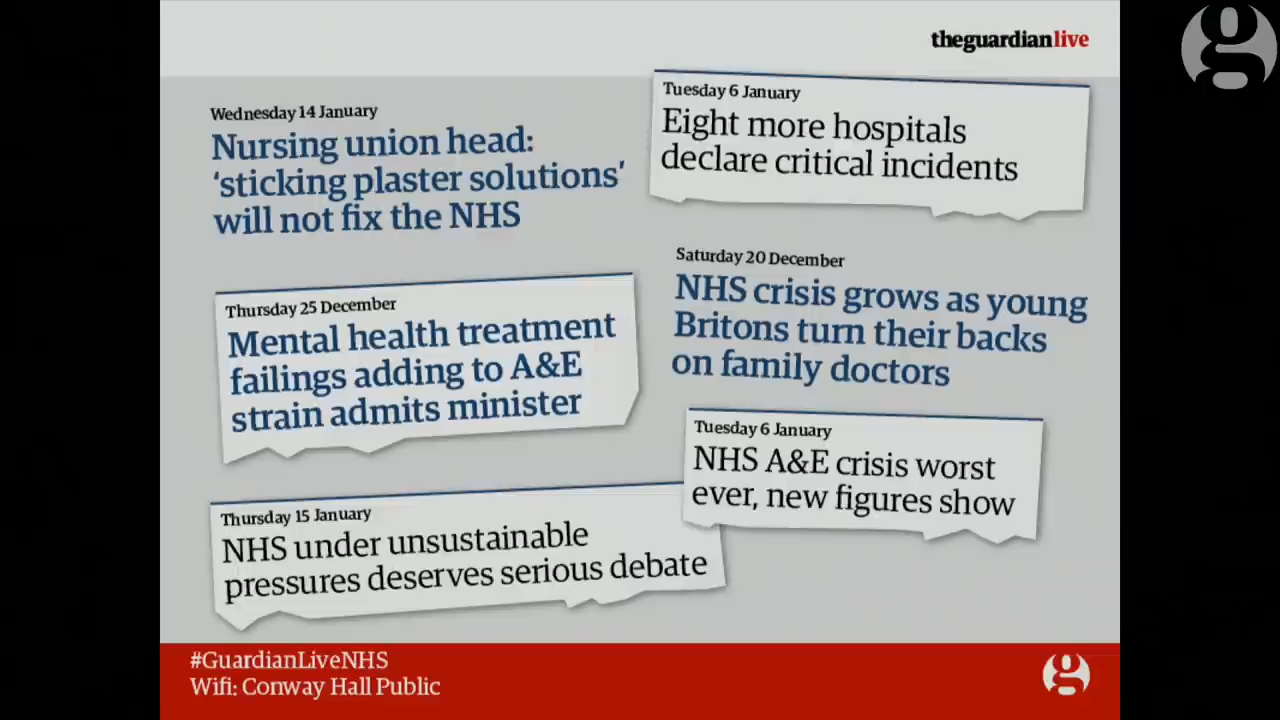 theguardianlive
Wednesday 14 January
Nursing union head:
‘sticking plaster solutions’
will not fix the NHS
Tuesday 6 January
Eight more hospitals
declare critical incidents
Thursday 25 December
Mental health treatment
failings adding to A&E
strain admits minister
Saturday 20 December
NHS crisis grows as young
Britons turn their backs
on family doctors
Tuesday 6 January
NHS A&E crisis worst
ever, new figures show
Thursday 15 January
NHS under unsustainable
pressures deserves serious debate
#GuardianLiveNHS
Wifi: Conway Hall Public
g
g